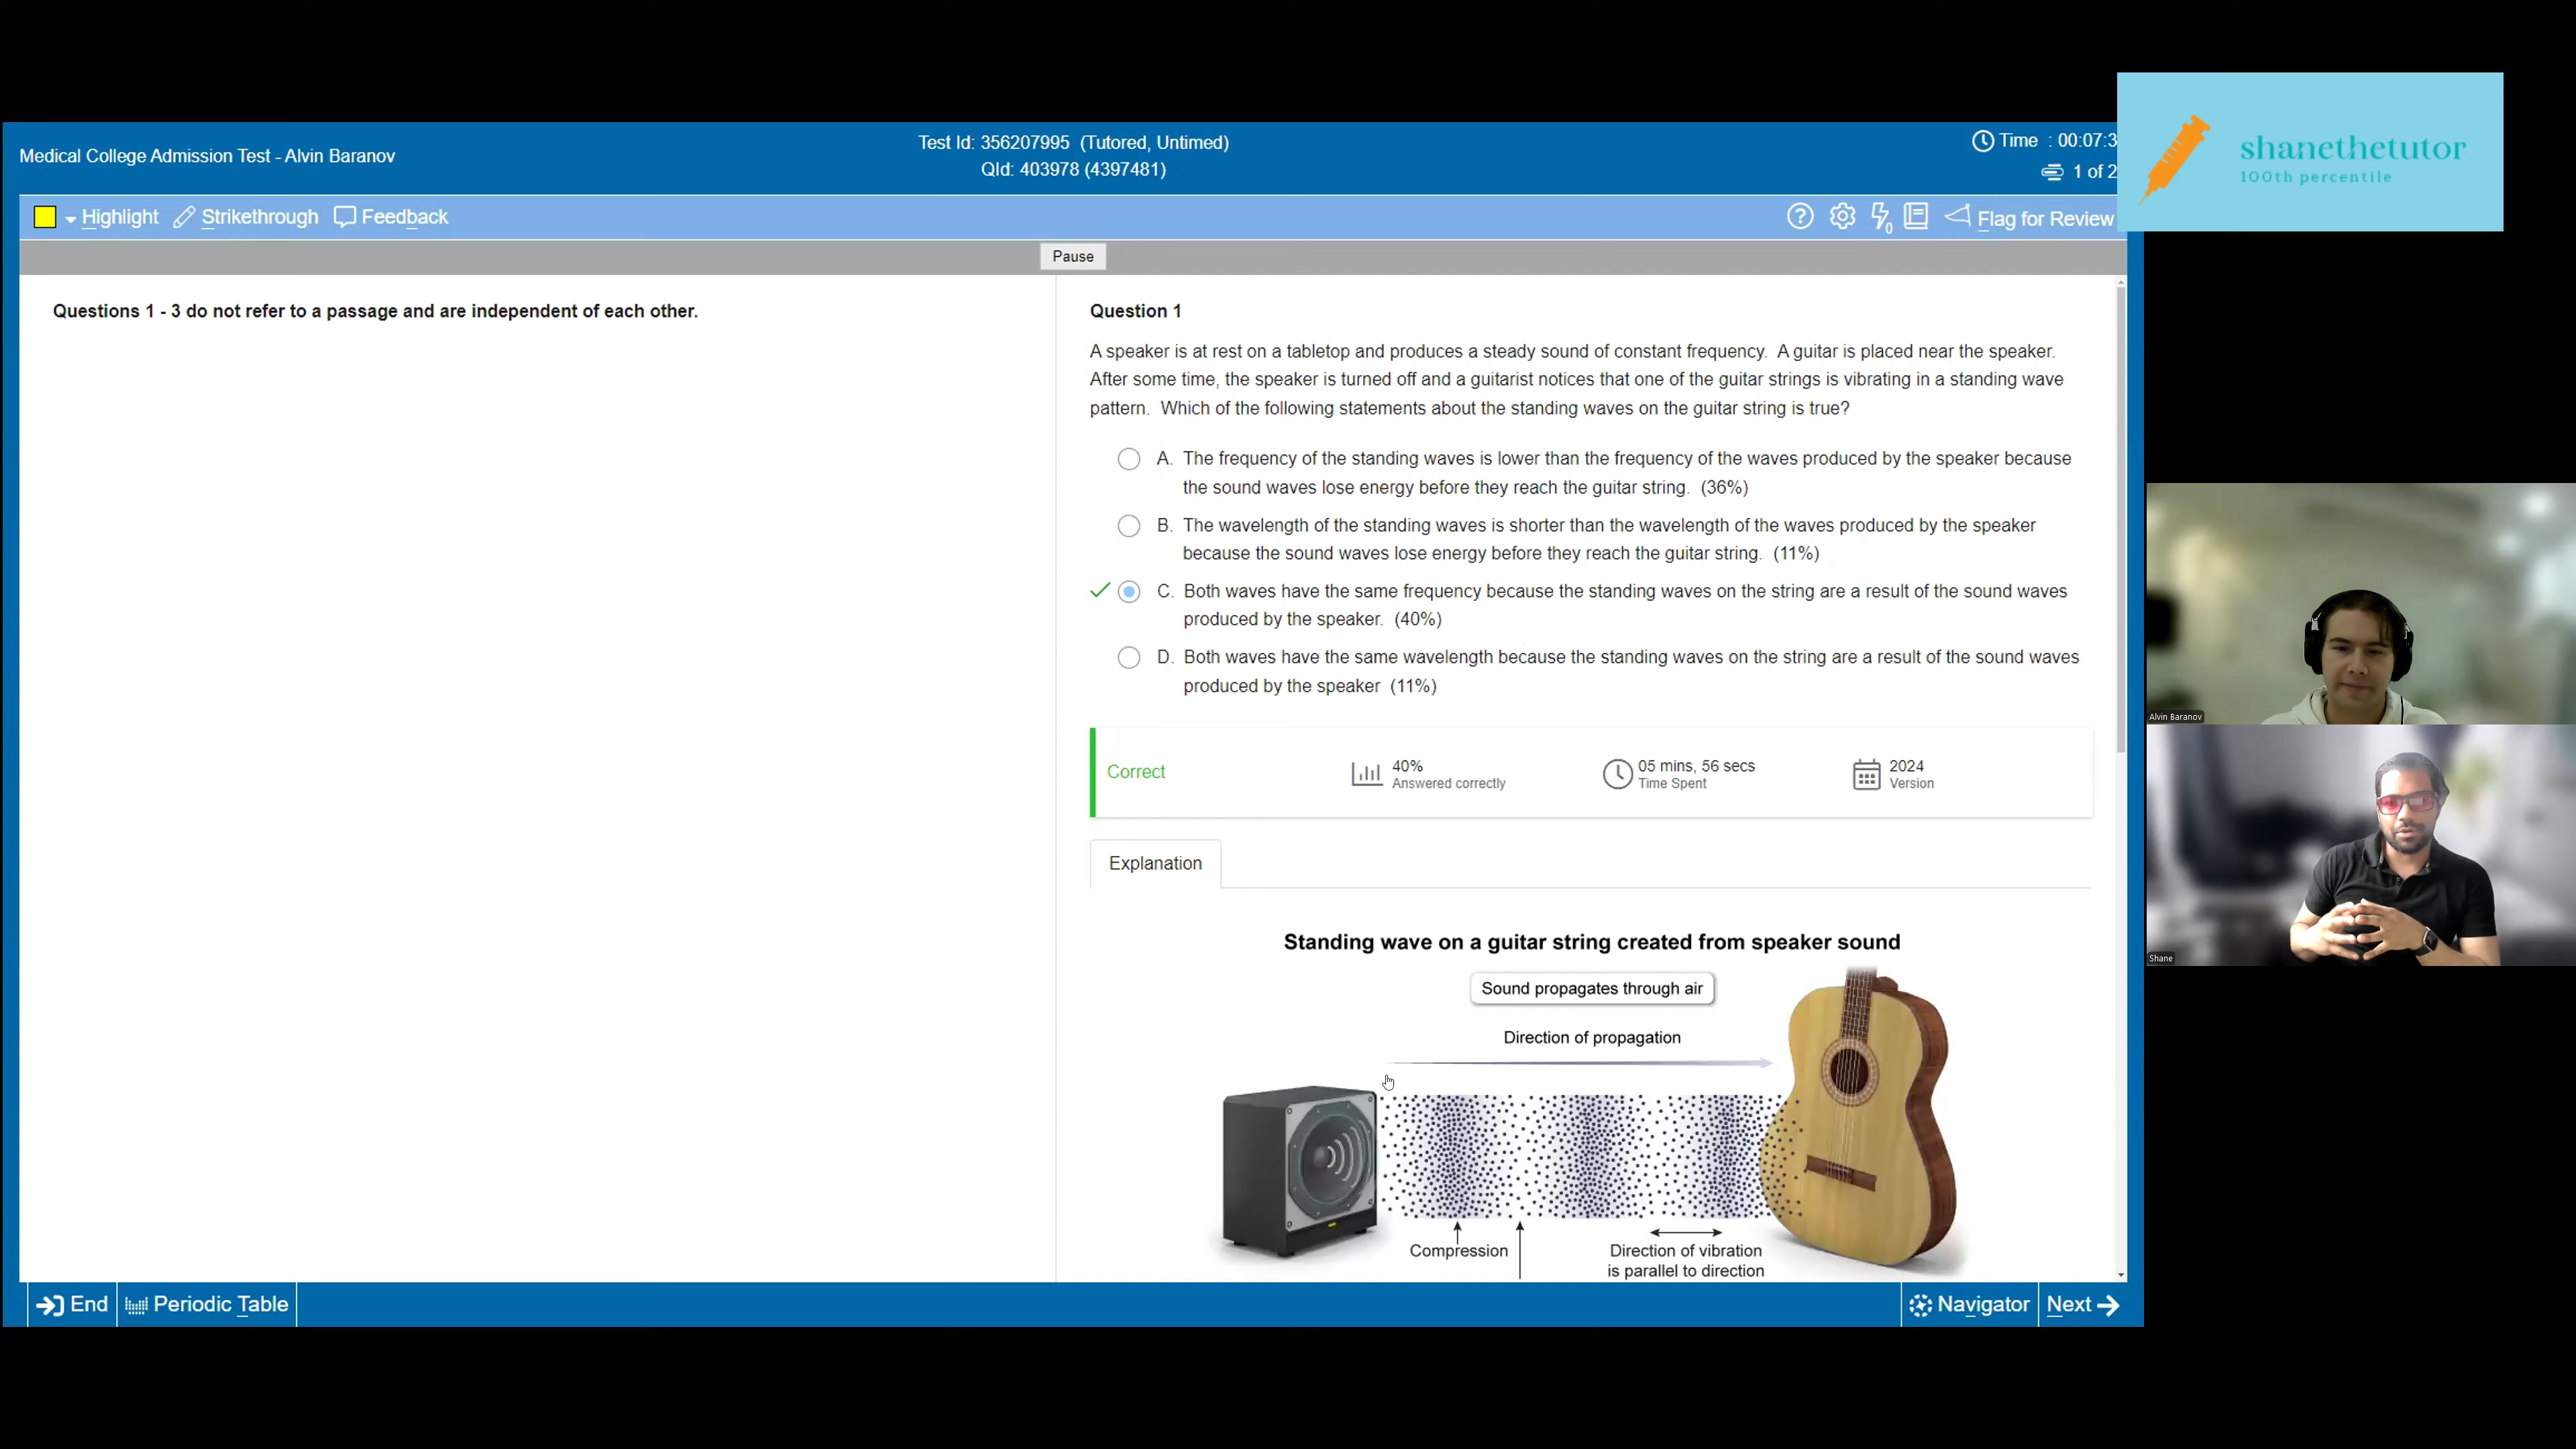 shanethetutor
100th percentile
Medical College Admission Test - Alvin Baranov
Test Id: 356207995 (Tutored, Untimed)
QId: 403978 (4397481)
Time : 00:07:3
1 of 2
Highlight
Strikethrough
Feedback
Flag for Review
Pause
Questions 1 - 3 do not refer to a passage and are independent of each other.
Question 1
A speaker is at rest on a tabletop and produces a steady sound of constant frequency. A guitar is placed near the speaker.
After some time, the speaker is turned off and a guitarist notices that one of the guitar strings is vibrating in a standing wave
pattern. Which of the following statements about the standing waves on the guitar string is true?
A. The frequency of the standing waves is lower than the frequency of the waves produced by the speaker because
the sound waves lose energy before they reach the guitar string. (36%)
B. The wavelength of the standing waves is shorter than the wavelength of the waves produced by the speaker
because the sound waves lose energy before they reach the guitar string. (11%)
C. Both waves have the same frequency because the standing waves on the string are a result of the sound waves
produced by the speaker. (40%)
D. Both waves have the same wavelength because the standing waves on the string are a result of the sound waves
produced by the speaker (11%)
Correct
40%
Answered correctly
05 mins, 56 secs
Time Spent
2024
Version
Explanation
Standing wave on a guitar string created from speaker sound
Sound propagates through air
Direction of propagation
Compression
Direction of vibration
is parallel to direction
End
Periodic Table
Navigator
Next
Alvin Baranov
Shane